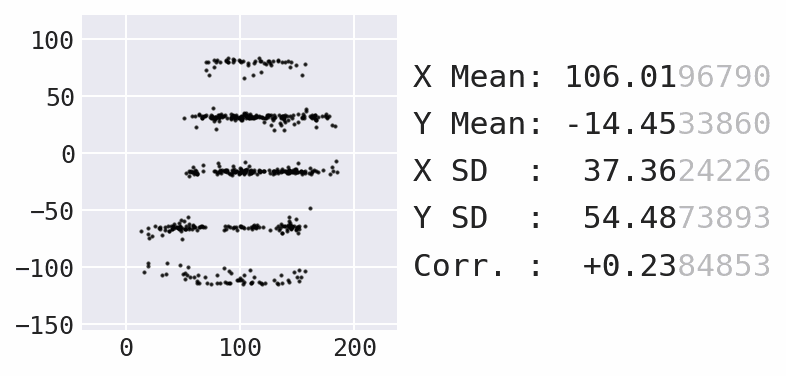 100
50
0
−50
−100
−150
0 100 200
X Mean: 106.0196790
Y Mean: -14.4533860
X SD  :  37.3624226
Y SD  :  54.4873893
Corr. :  +0.2384853